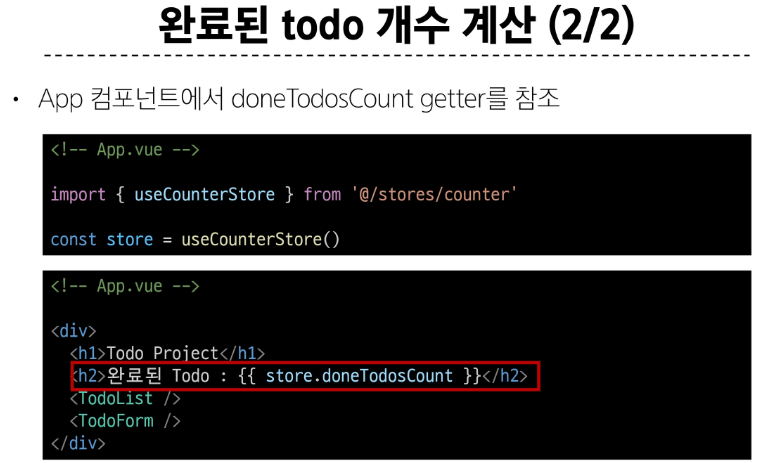 완료된 todo 개수 계산 (2/2)
• App 컴포넌트에서 doneTodosCount getter를 참조
<!-- App.vue -->
import { useCounterStore } from '@/stores/counter'
const store = useCounterStore()
<!-- App.vue -->
<div>
<h1>Todo Project</h1>
<h2>완료된 Todo : {{ store.doneTodosCount }}</h2>
<TodoList />
<TodoForm />
</div>